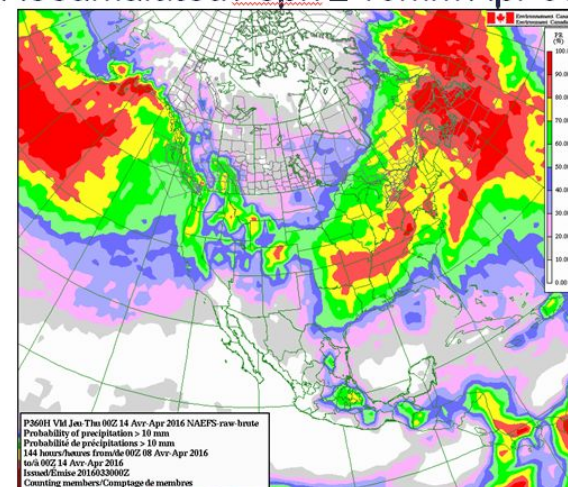 Environnement Cana
Environment Canada
PR
(%)
100.0
90.00
80.00
70.00
60.00
50.00
40.00
30.00
20.00
10.00
0.00
P360H Vld Jeu-Thu 00Z 14 Avr-Apr 2016 NAEFS-raw-brute
Probability of precipitation > 10 mm
Probabilité de précipitations > 10 mm
144 hours/heures from/de 00Z 08 Avr-Apr 2016
to/à 00Z 14 Avr-Apr 2016
Issued/Émise 2016033000Z
Counting members/Comptage de membres